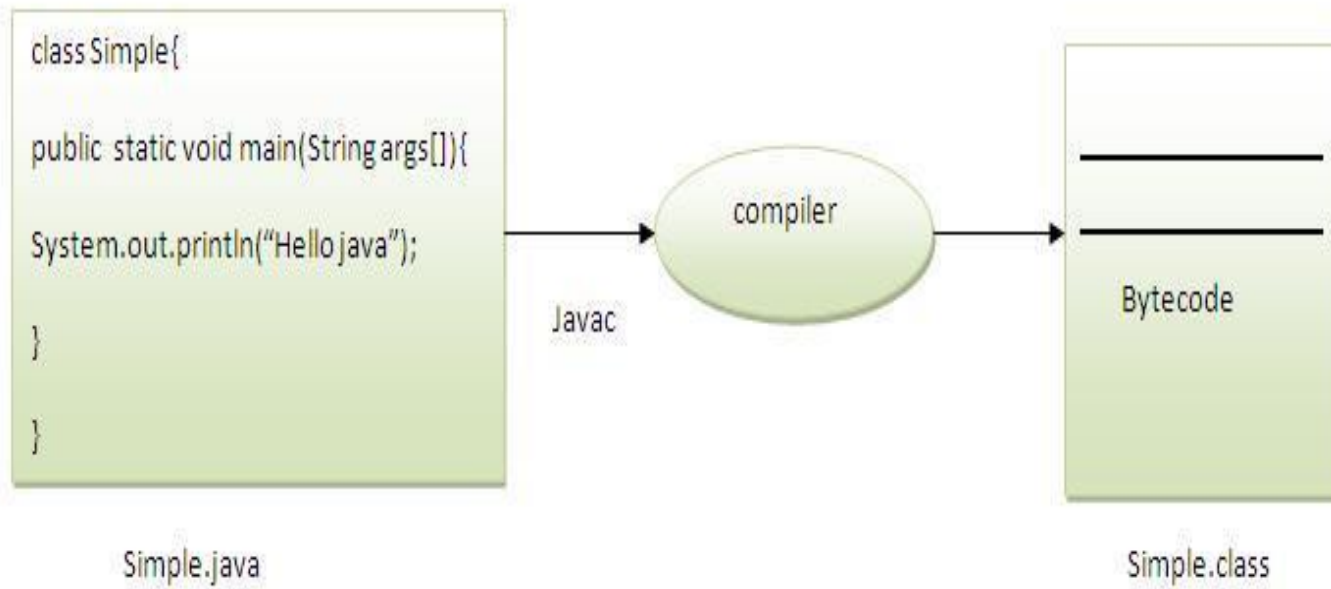 class Simple{
public static void main(String args[]){
System.out.println(“Hello java”);
}
}
Simple.java
Javac
compiler
Bytecode
Simple.class